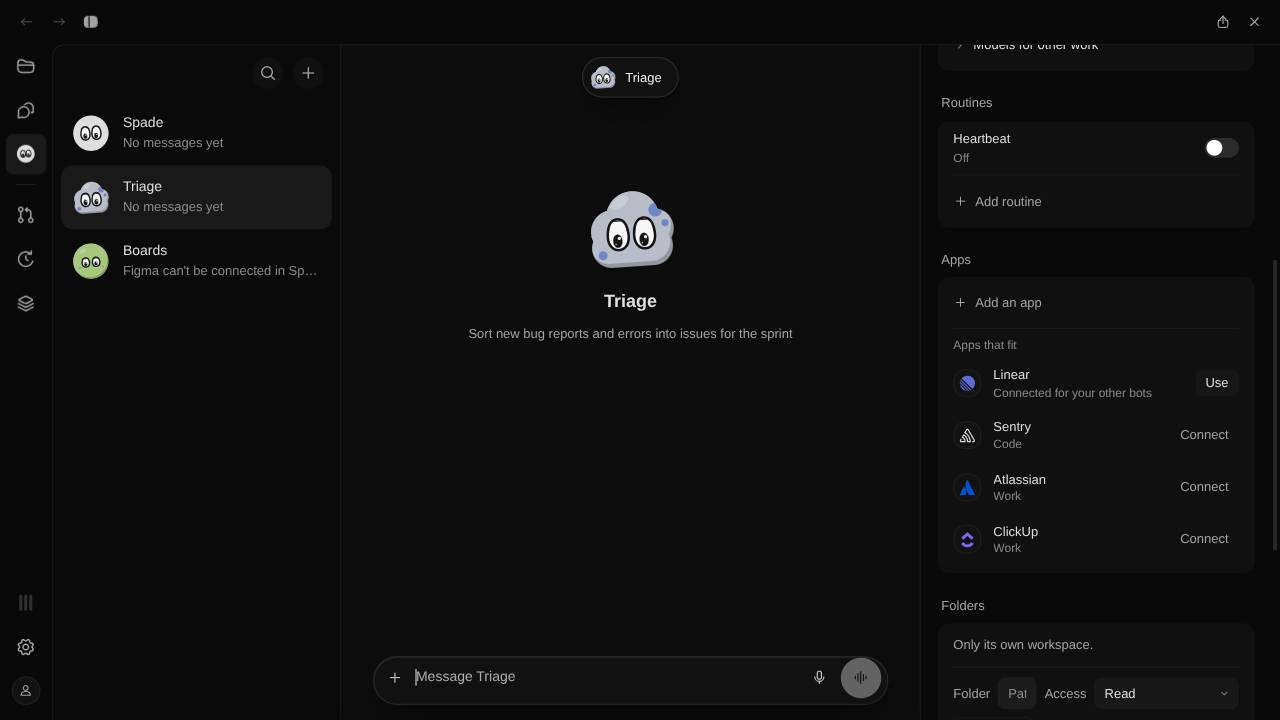 Spade
No messages yet
Triage
No messages yet
Boards
Figma can't be connected in Sp…
Triage
Triage
Sort new bug reports and errors into issues for the sprint
Message Triage
Models for other work
Routines
Heartbeat
Off
Add routine
Apps
Add an app
Apps that fit
Linear
Connected for your other bots
Use
Sentry
Code
Connect
Atlassian
Work
Connect
ClickUp
Work
Connect
Folders
Only its own workspace.
Folder Pat Access Read